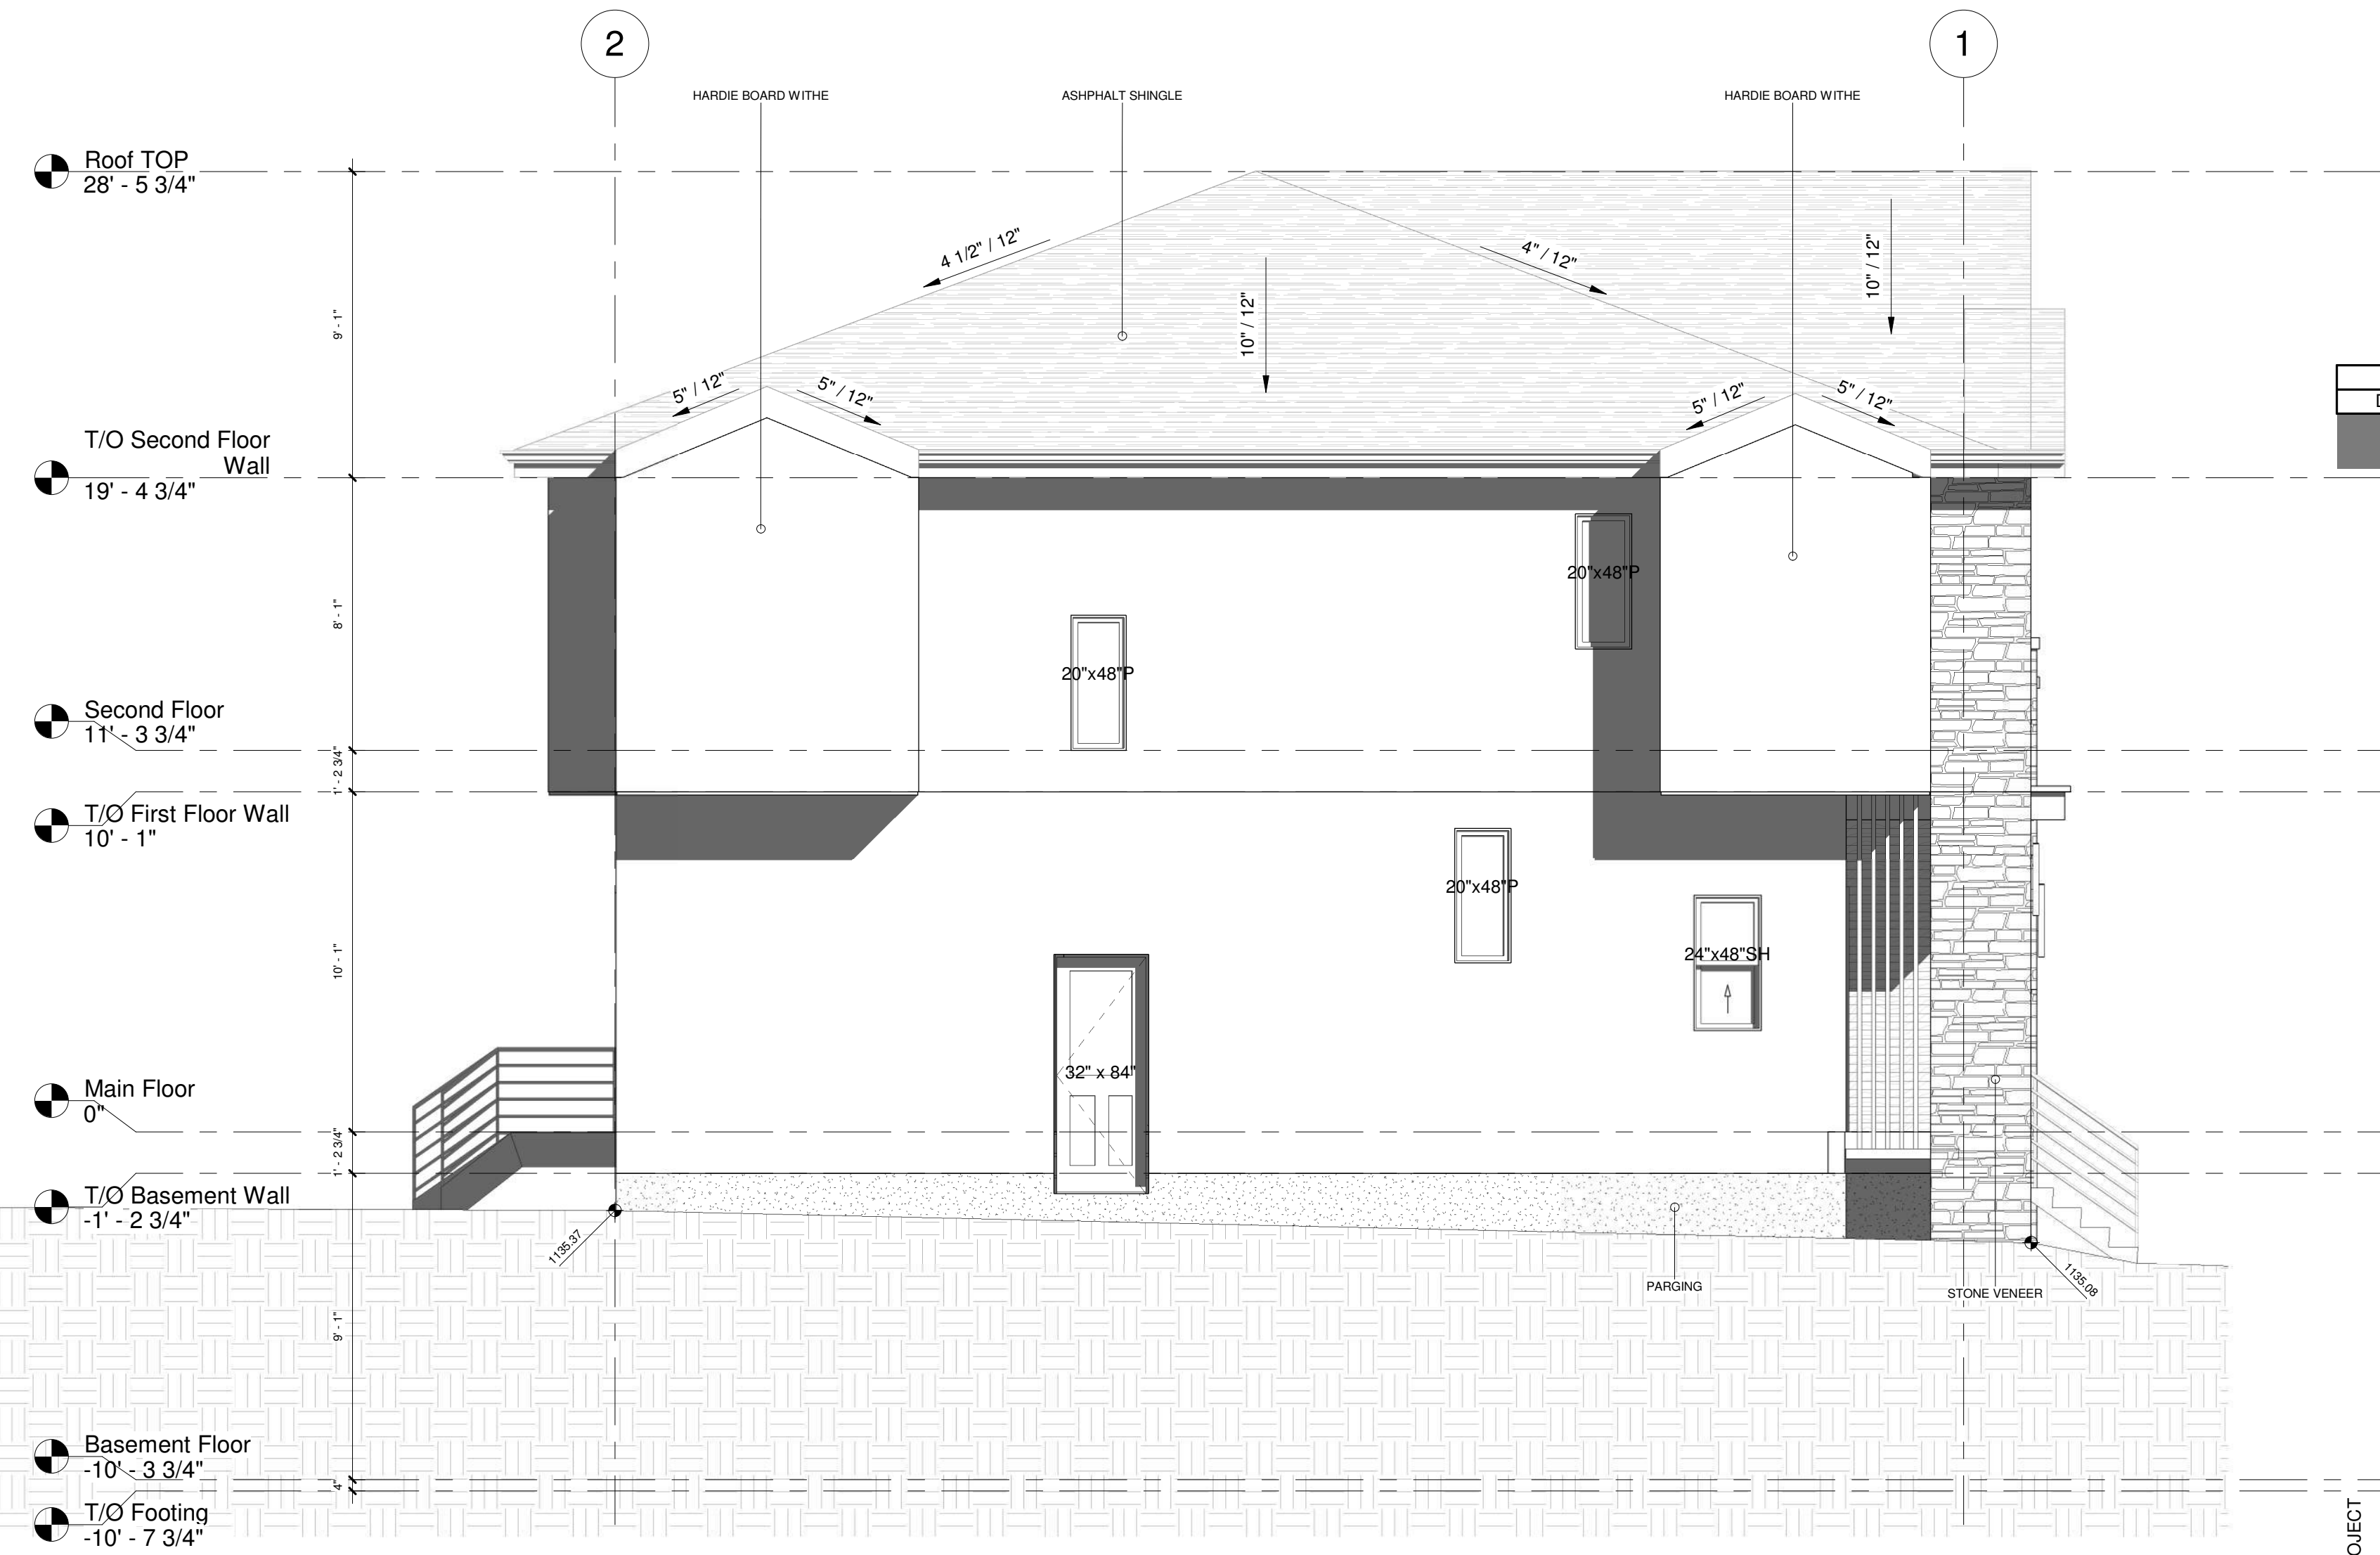 2
1
HARDIE BOARD WITHE
ASHPHALT SHINGLE
HARDIE BOARD WITHE
Roof TOP
28' - 5 3/4"
4 1/2" / 12"
4" / 12"
10" / 12"
10" / 12"
9' - 1"
5" / 12"
5" / 12"
5" / 12"
5" / 12"
T/O Second Floor
Wall
19' - 4 3/4"
20"x48"P
8' - 1"
20"x48"P
Second Floor
11' - 3 3/4"
1' - 2 3/4"
T/O First Floor Wall
10' - 1"
20"x48"P
24"x48"SH
10' - 1"
32" x 84"
Main Floor
0"
1' - 2 3/4"
T/O Basement Wall
-1' - 2 3/4"
1135.37
1135.08
PARGING
STONE VENEER
9' - 1"
Basement Floor
-10' - 3 3/4"
4"
T/O Footing
-10' - 7 3/4"
OJECT